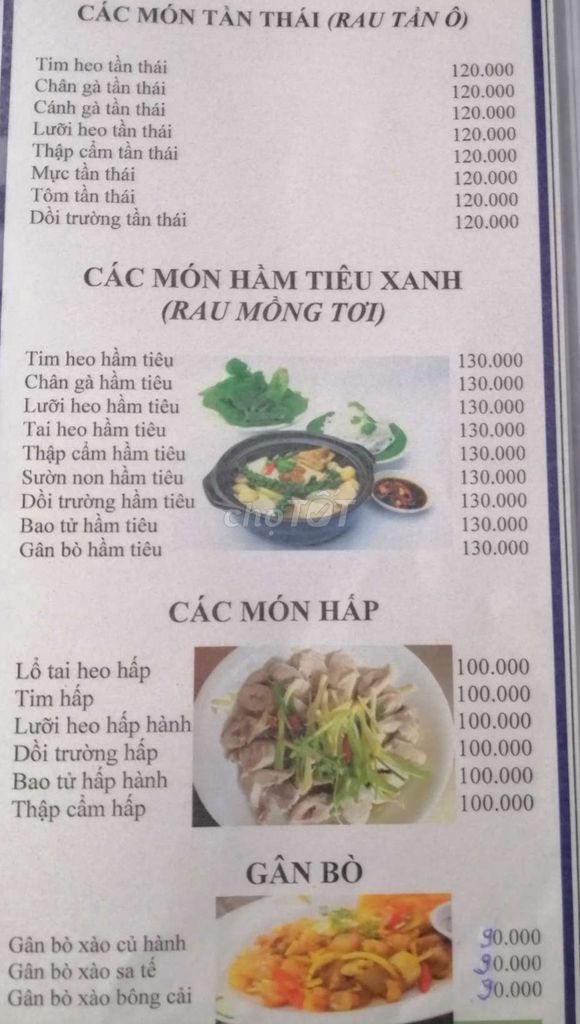 CÁC MÓN TẦN THÁI (RAU TẦN Ô)
Tim heo tần thái 120.000
Chân gà tần thái 120.000
Cánh gà tần thái 120.000
Lưỡi heo tần thái 120.000
Thập cẩm tần thái 120.000
Mực tần thái 120.000
Tôm tần thái 120.000
Dồi trường tần thái 120.000
CÁC MÓN HẦM TIÊU XANH
(RAU MỒNG TƠI)
Tim heo hầm tiêu 130.000
Chân gà hầm tiêu 130.000
Lưỡi heo hầm tiêu 130.000
Tai heo hầm tiêu 130.000
Thập cẩm hầm tiêu 130.000
Sườn non hầm tiêu 130.000
Dồi trường hầm tiêu 130.000
chợTỐT
Bao tử hầm tiêu 130.000
Gân bò hầm tiêu 130.000
CÁC MÓN HẤP
Lổ tai heo hấp 100.000
Tim hấp 100.000
Lưỡi heo hấp hành 100.000
Dồi trường hấp 100.000
Bao tử hấp hành 100.000
Thập cẩm hấp 100.000
GÂN BÒ
Gân bò xào củ hành 90.000
Gân bò xào sa tế 90.000
Gân bò xào bông cải 90.000